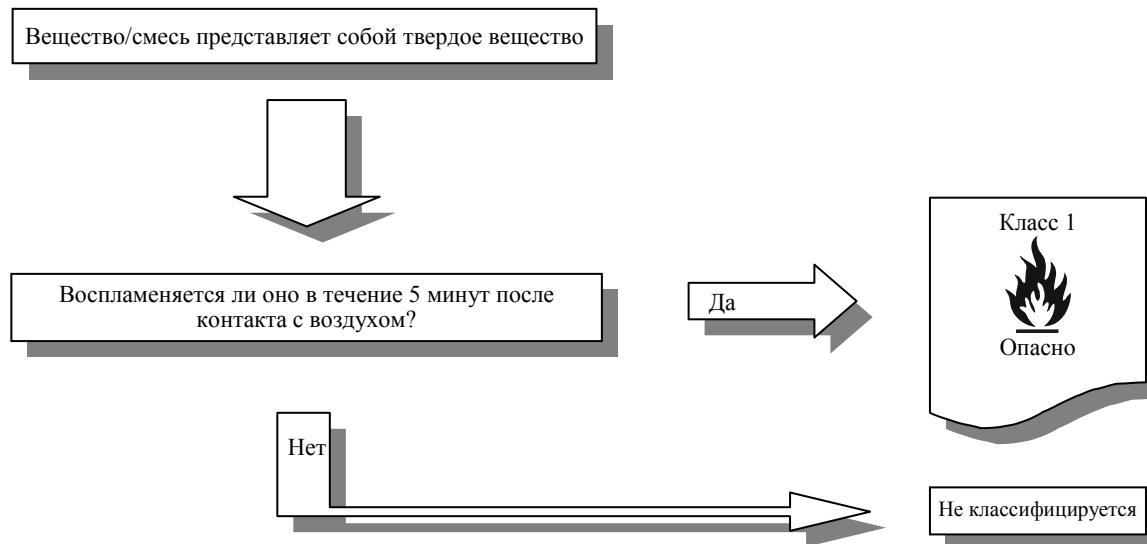 Вещество/смесь представляет собой твердое вещество
Воспламеняется ли оно в течение 5 минут после
контакта с воздухом?
Да
Класс 1
Опасно
Нет
Не классифицируется